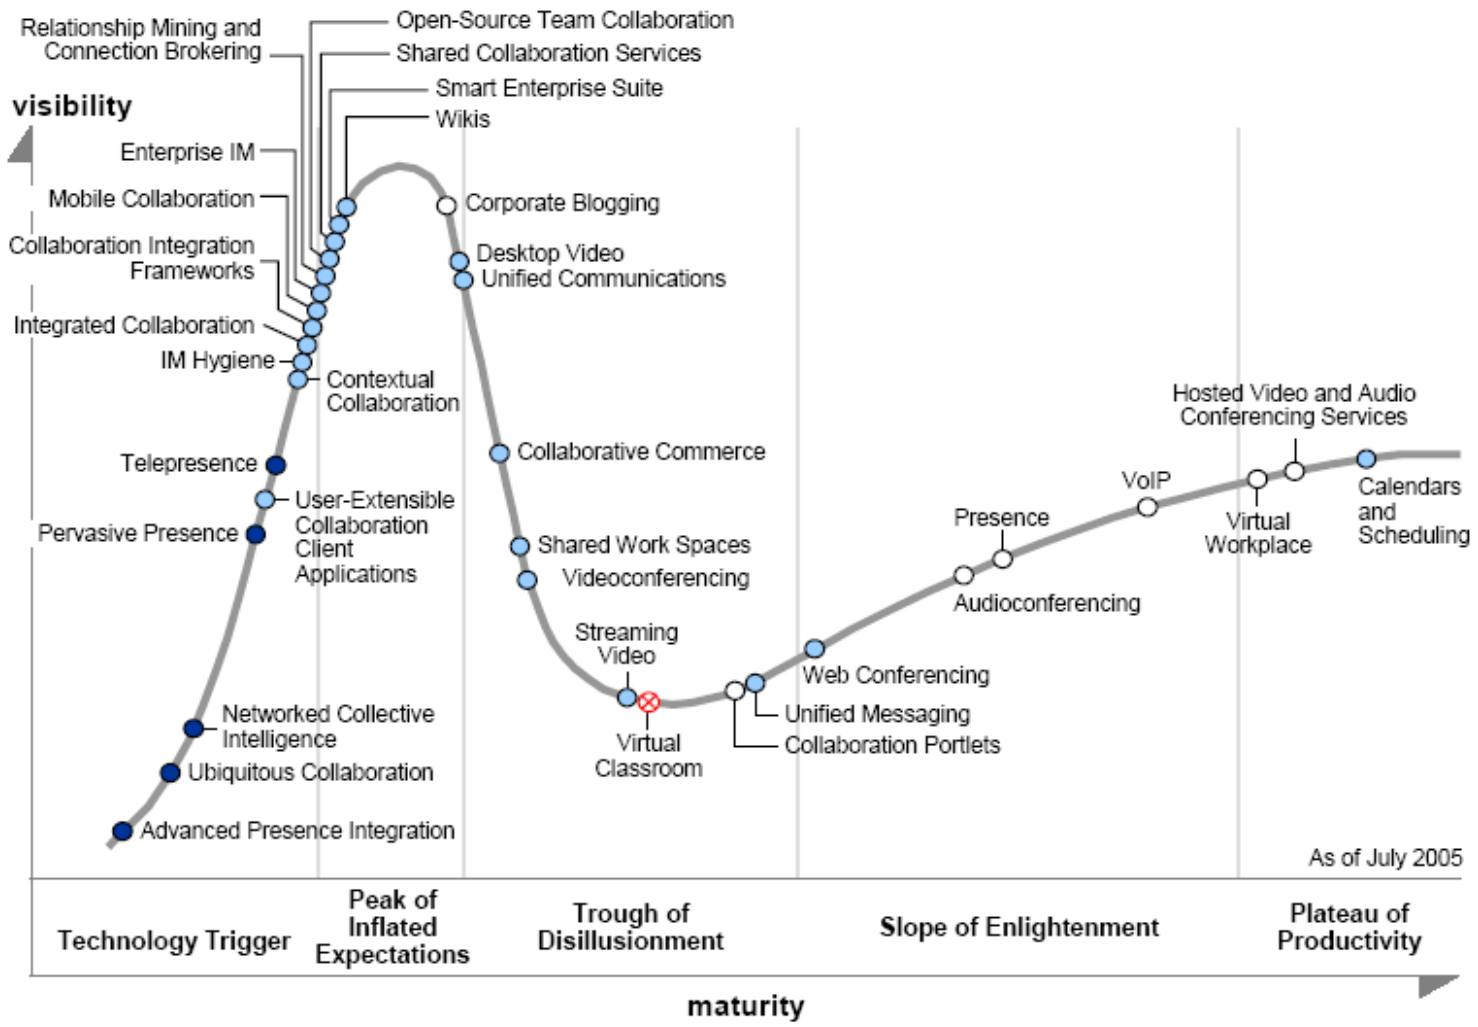 Relationship Mining and
Connection Brokering
Open-Source Team Collaboration
Shared Collaboration Services
Smart Enterprise Suite
Wikis
visibility
Enterprise IM
Mobile Collaboration
Collaboration Integration
Frameworks
Integrated Collaboration
IM Hygiene
Contextual
Collaboration
Telepresence
User-Extensible
Collaboration
Client
Applications
Pervasive Presence
Networked Collective
Intelligence
Ubiquitous Collaboration
Advanced Presence Integration
Corporate Blogging
Desktop Video
Unified Communications
Collaborative Commerce
Shared Work Spaces
Videoconferencing
Streaming
Video
Virtual
Classroom
Web Conferencing
Unified Messaging
Collaboration Portlets
Presence
Audioconferencing
VoIP
Hosted Video and Audio
Conferencing Services
Virtual
Workplace
Calendars
and
Scheduling
As of July 2005
Technology Trigger
Peak of
Inflated
Expectations
Trough of
Disillusionment
Slope of Enlightenment
Plateau of
Productivity
maturity